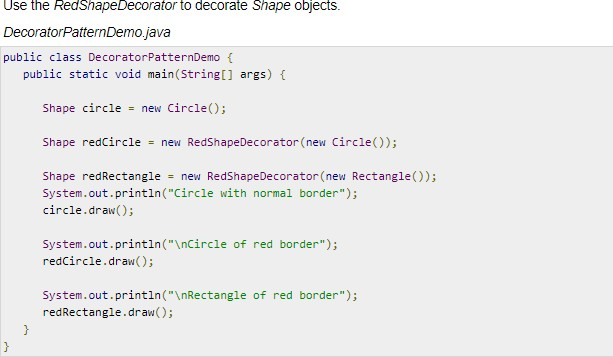 Use the RedShapeDecorator to decorate Shape objects.
DecoratorPatternDemo.java
public class DecoratorPatternDemo {
   public static void main(String[] args) {

      Shape circle = new Circle();

      Shape redCircle = new RedShapeDecorator(new Circle());

      Shape redRectangle = new RedShapeDecorator(new Rectangle());
      System.out.println("Circle with normal border");
      circle.draw();

      System.out.println("\nCircle of red border");
      redCircle.draw();

      System.out.println("\nRectangle of red border");
      redRectangle.draw();
   }
}